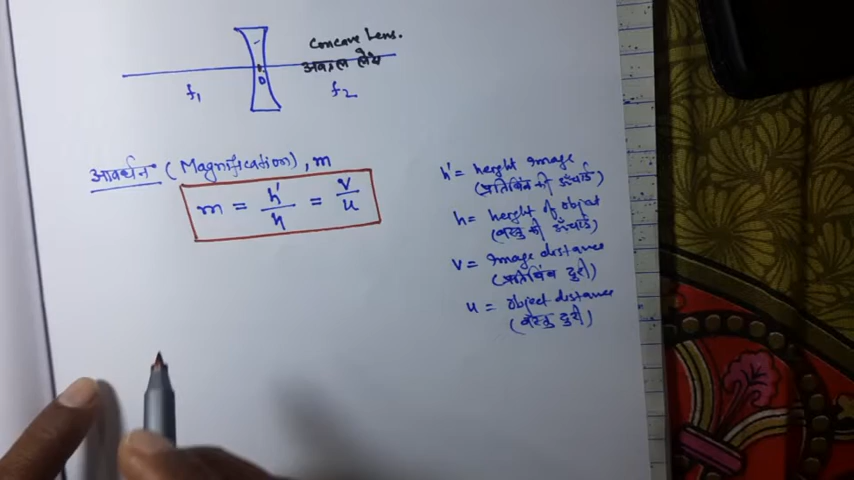 Concave Lens.
अवतल लेंस
O
f₁
f₂
आवर्धन (Magnification), m
m = h'/h = v/u
h' = height Image
(प्रतिबिंब की ऊँचाई)
h = height of object
(वस्तु की ऊँचाई)
v = Image distance
(प्रतिबिंब दुरी)
u = object distance
(वस्तु दुरी)